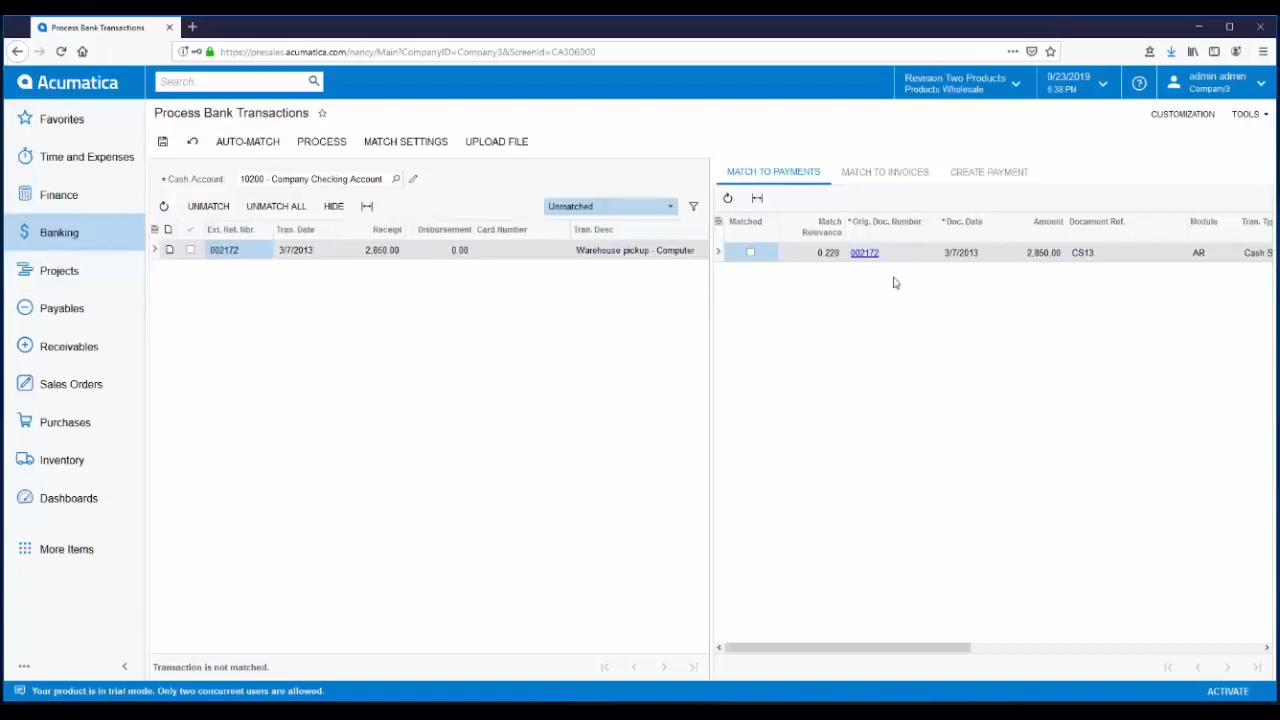 Process Bank Transactions
https://presales.acumatica.com/nancy/Main?CompanyID=Company3&ScreenId=CA306000
Acumatica
Search...
Revision Two Products
Products Wholesale
9/23/2019
6:38 PM
admin admin
Company3
Favorites
Time and Expenses
Finance
Banking
Projects
Payables
Receivables
Sales Orders
Purchases
Inventory
Dashboards
More Items
Process Bank Transactions
CUSTOMIZATION TOOLS
AUTO-MATCH PROCESS MATCH SETTINGS UPLOAD FILE
* Cash Account: 10200 - Company Checking Account
UNMATCH UNMATCH ALL HIDE Unmatched
Ext. Ref. Nbr. Tran. Date Receipt Disbursement Card Number Tran. Desc
002172 3/7/2013 2,850.00 0.00 Warehouse pickup - Computer
Transaction is not matched.
MATCH TO PAYMENTS MATCH TO INVOICES CREATE PAYMENT
Matched Match Relevance * Orig. Doc. Number * Doc. Date Amount Document Ref. Module Tran. Ty
0.220 002172 3/7/2013 2,850.00 CS13 AR Cash S
Your product is in trial mode. Only two concurrent users are allowed.
ACTIVATE